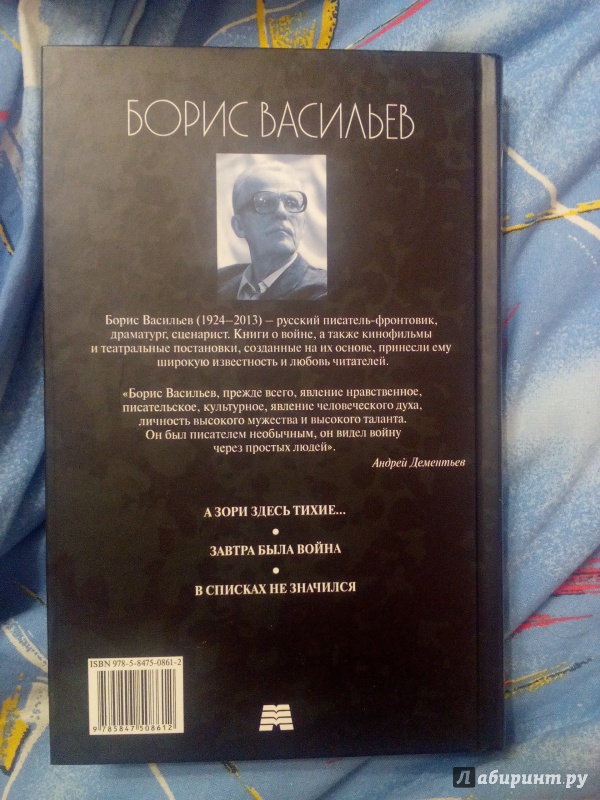 БОРИС ВАСИЛЬЕВ
Борис Васильев (1924–2013) – русский писатель-фронтовик,
драматург, сценарист. Книги о войне, а также кинофильмы
и театральные постановки, созданные на их основе, принесли ему
широкую известность и любовь читателей.
«Борис Васильев, прежде всего, явление нравственное,
писательское, культурное, явление человеческого духа,
личность высокого мужества и высокого таланта.
Он был писателем необычным, он видел войну
через простых людей».
Андрей Дементьев
А ЗОРИ ЗДЕСЬ ТИХИЕ...
ЗАВТРА БЫЛА ВОЙНА
В СПИСКАХ НЕ ЗНАЧИЛСЯ
ISBN 978-5-8475-0861-2
9 785847 508612
Лабиринт.ру